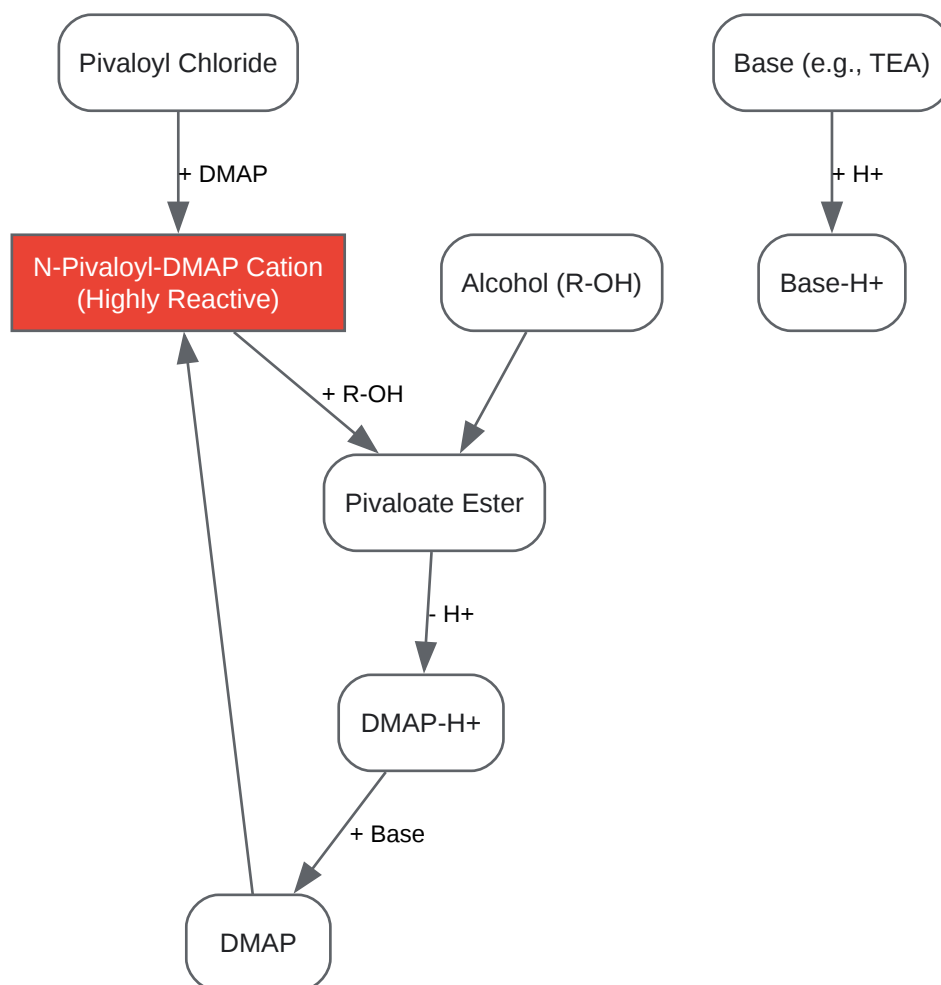 Pivaloyl Chloride
Base (e.g., TEA)
+ DMAP
+ H+
N-Pivaloyl-DMAP Cation
(Highly Reactive)
Alcohol (R-OH)
Base-H+
+ R-OH
Pivaloate Ester
- H+
DMAP-H+
+ Base
DMAP